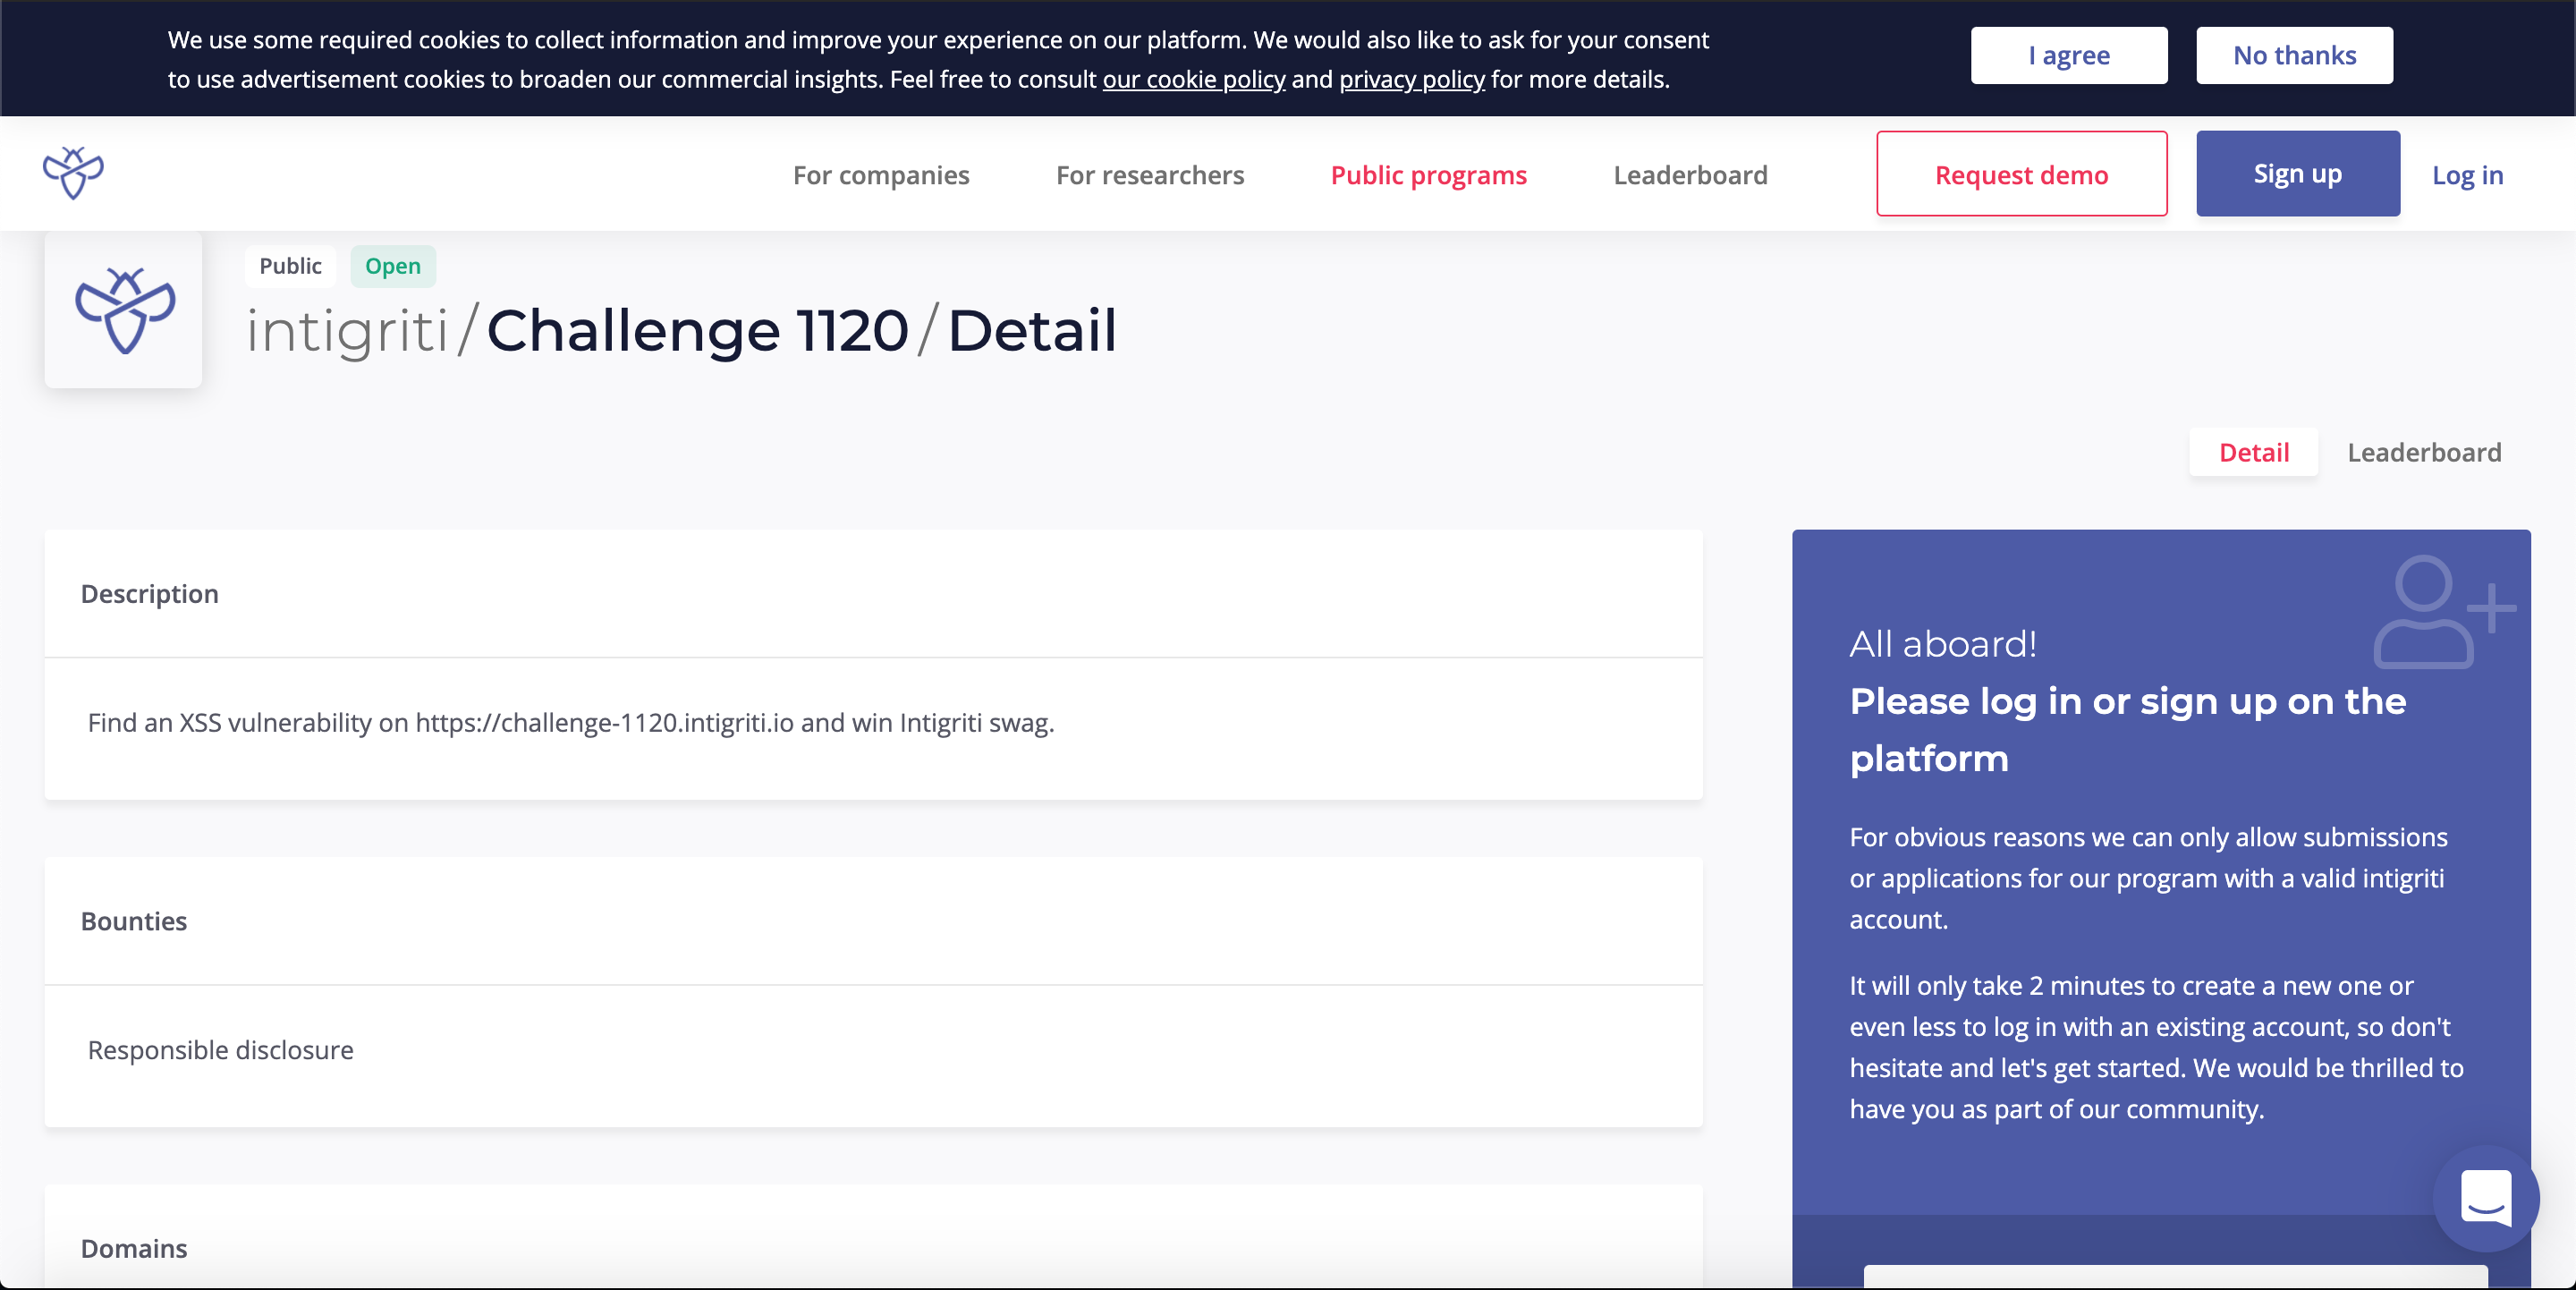 We use some required cookies to collect information and improve your experience on our platform. We would also like to ask for your consent
to use advertisement cookies to broaden our commercial insights. Feel free to consult our cookie policy and privacy policy for more details.
I agree
No thanks
For companies
For researchers
Public programs
Leaderboard
Request demo
Sign up
Log in
Public
Open
intigriti/Challenge 1120/Detail
Detail
Leaderboard
Description
Find an XSS vulnerability on https://challenge-1120.intigriti.io and win Intigriti swag.
Bounties
Responsible disclosure
Domains
All aboard!
Please log in or sign up on the
platform
For obvious reasons we can only allow submissions
or applications for our program with a valid intigriti
account.
It will only take 2 minutes to create a new one or
even less to log in with an existing account, so don't
hesitate and let's get started. We would be thrilled to
have you as part of our community.